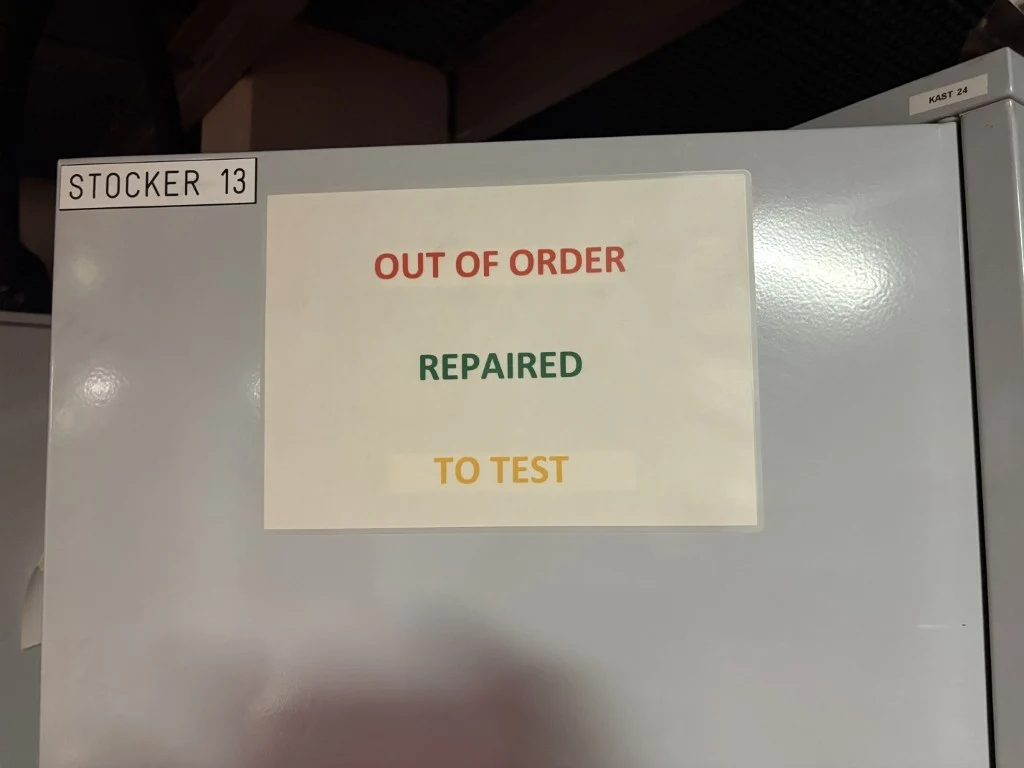 KAST 24
STOCKER 13
OUT OF ORDER
REPAIRED
TO TEST